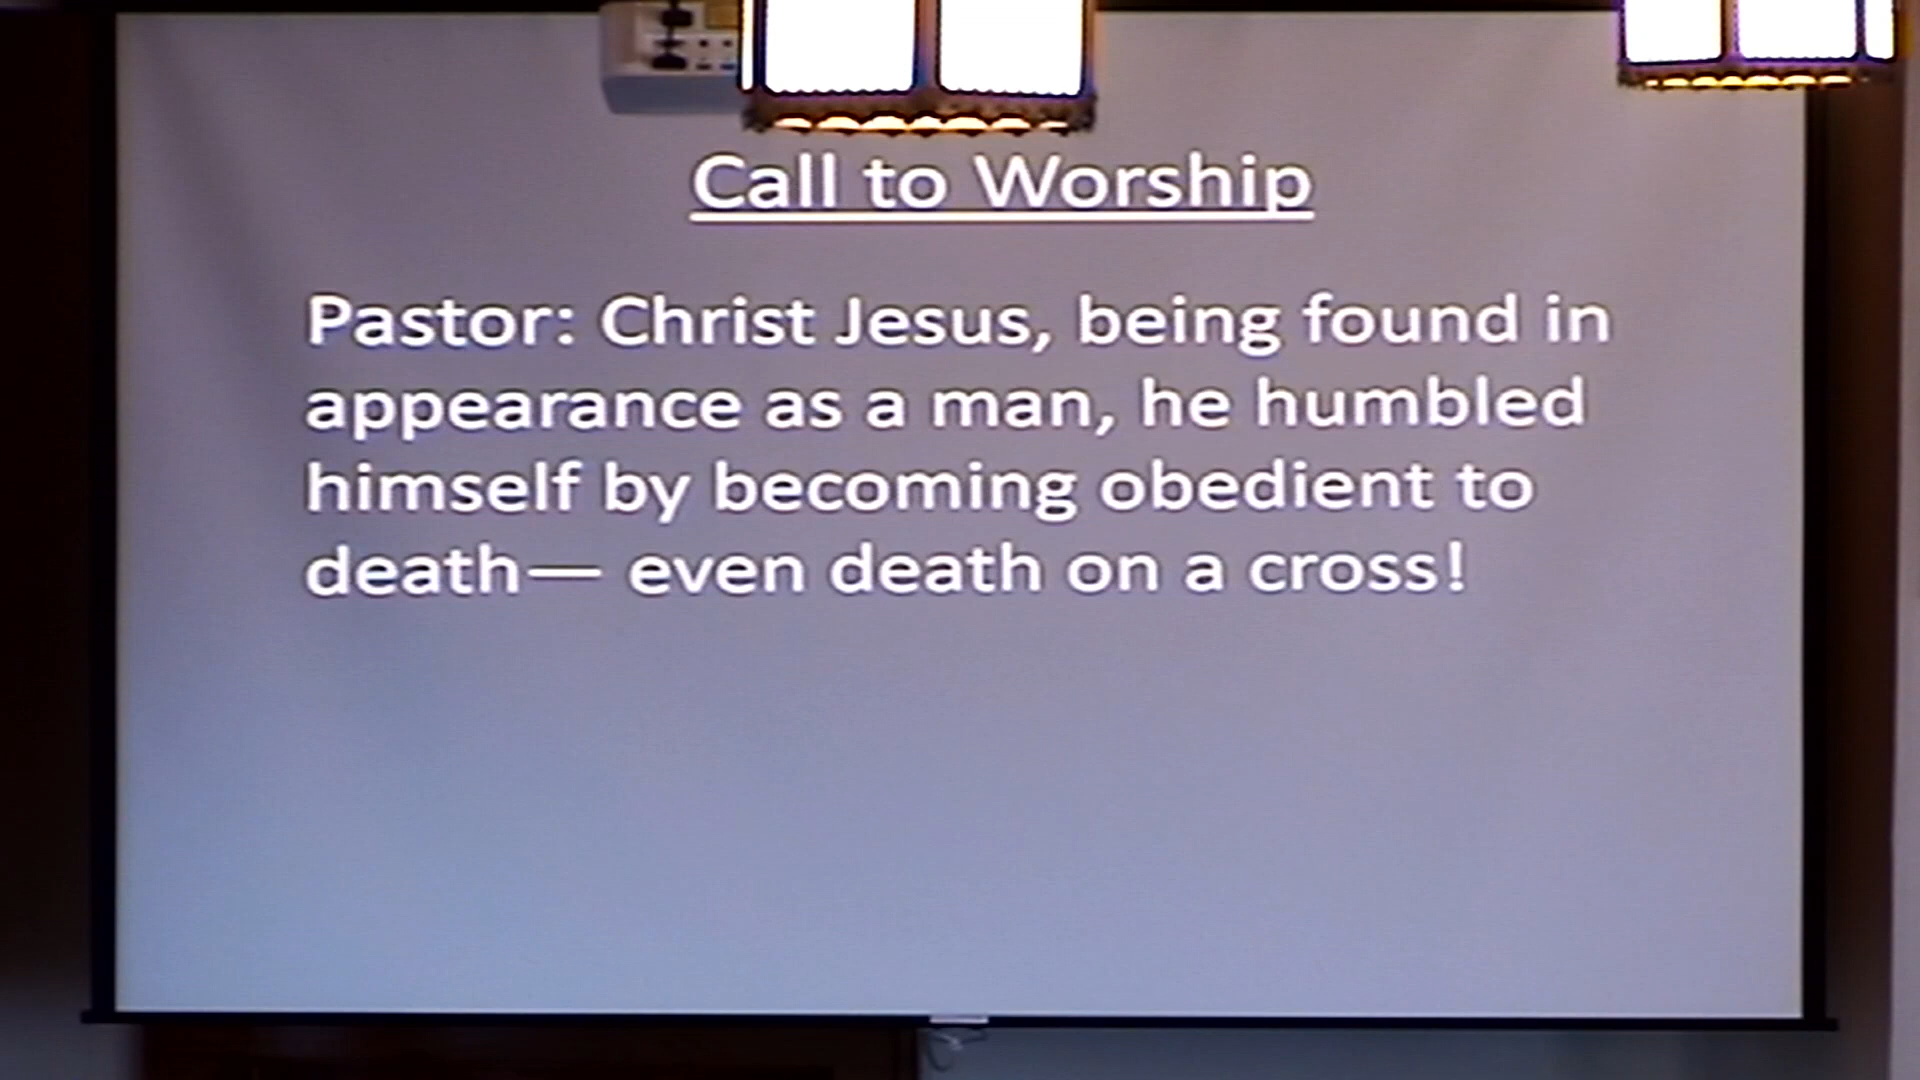 Call to Worship
Pastor: Christ Jesus, being found in
appearance as a man, he humbled
himself by becoming obedient to
death— even death on a cross!